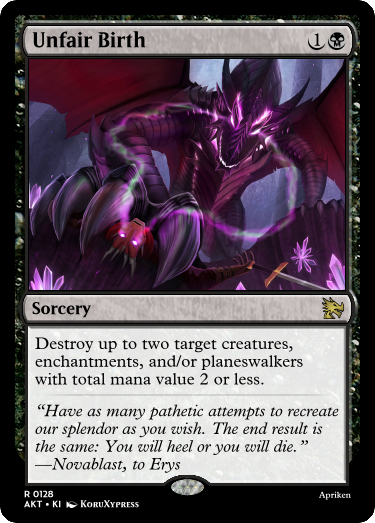 Unfair Birth 1
Sorcery
Destroy up to two target creatures,
enchantments, and/or planeswalkers
with total mana value 2 or less.
“Have as many pathetic attempts to recreate
our splendor as you wish. The end result is
the same: You will heel or you will die.”
—Novablast, to Erys
R 0128
AKT • KI KoruXypress
Apriken